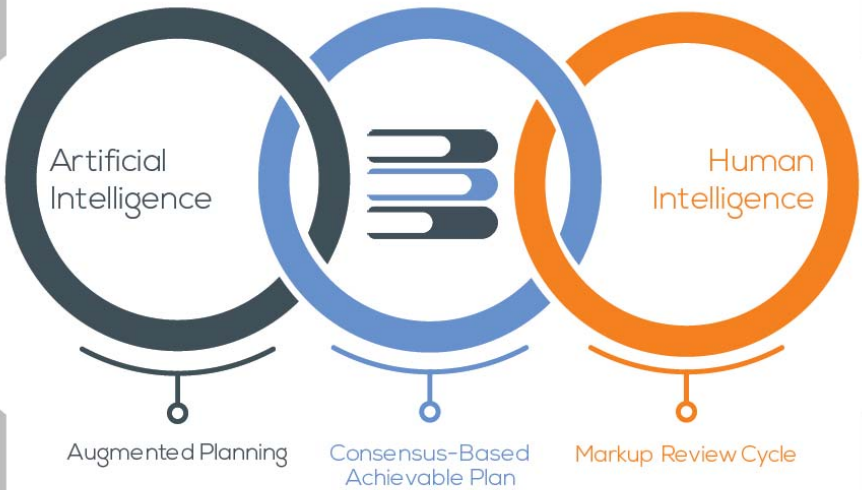 Artificial
Intelligence
Human
Intelligence
Augmented Planning
Consensus-Based
Achievable Plan
Markup Review Cycle